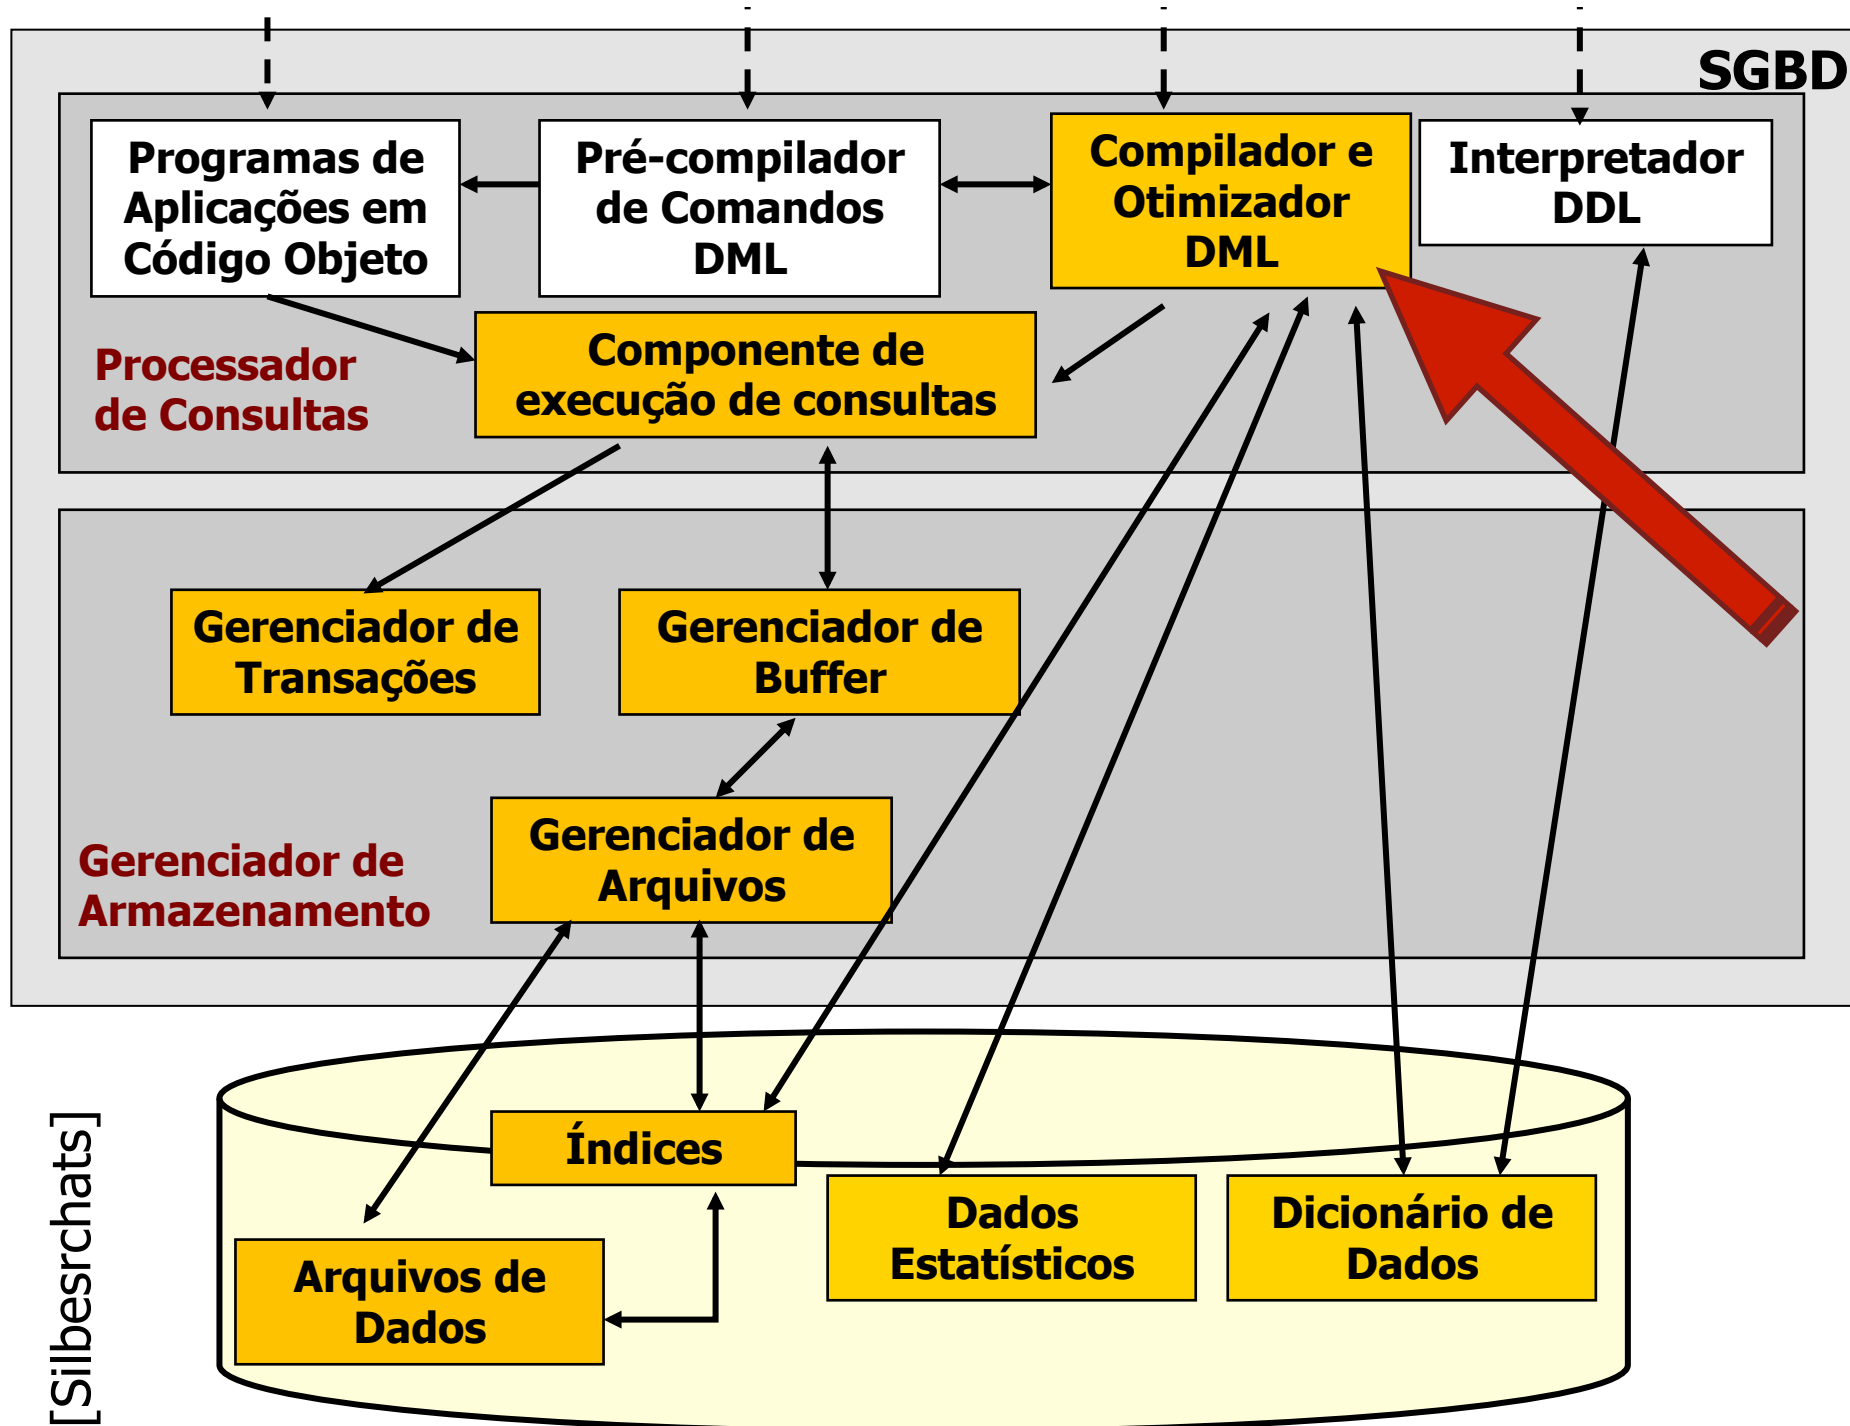 SGBD
Programas de
Aplicações em
Código Objeto
Pré-compilador
de Comandos
DML
Compilador e
Otimizador
DML
Interpretador
DDL
Processador
de Consultas
Componente de
execução de consultas
Gerenciador de
Transações
Gerenciador de
Buffer
Gerenciador de
Armazenamento
Gerenciador de
Arquivos
Índices
Dados
Estatísticos
Dicionário de
Dados
Arquivos de
Dados
[Silbesrchats]